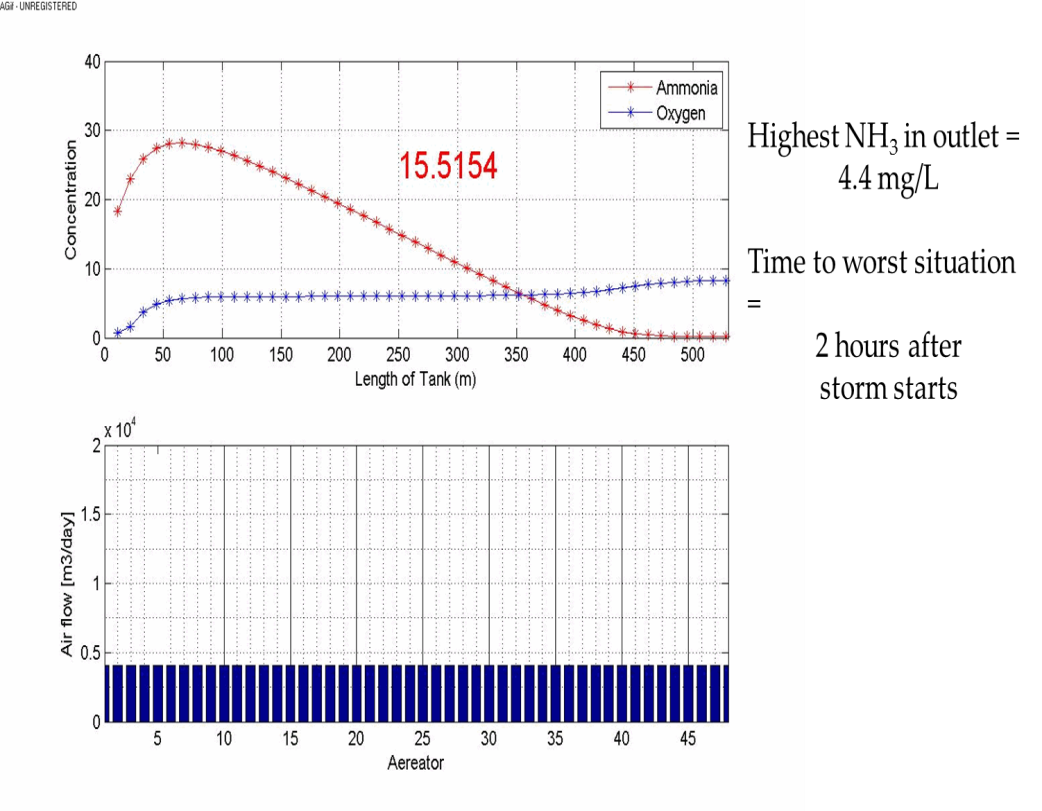 AGif - UNREGISTERED
40
30
20
10
0
Concentration
Ammonia
Oxygen
15.5154
0 50 100 150 200 250 300 350 400 450 500
Length of Tank (m)
Highest NH₃ in outlet =
4.4 mg/L
Time to worst situation
=
2 hours after
storm starts
x 10⁴
2
1.5
1
0.5
0
Air flow [m3/day]
5 10 15 20 25 30 35 40 45
Aereator